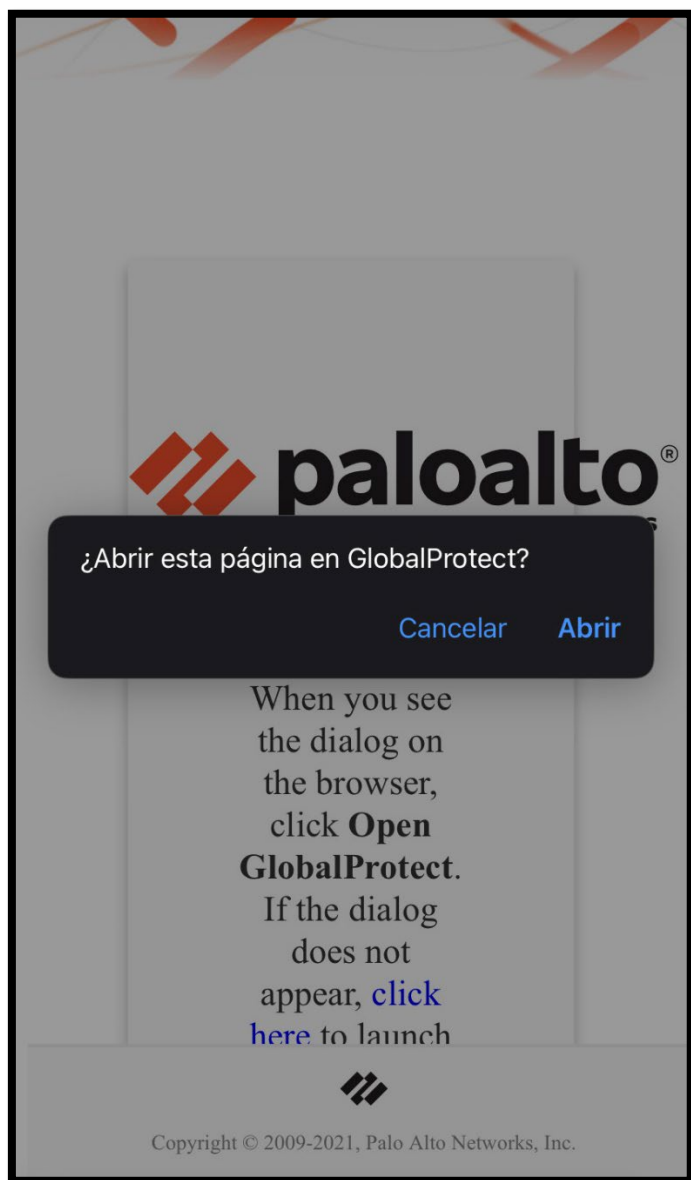 paloalto®
¿Abrir esta página en GlobalProtect?
Cancelar Abrir
When you see
the dialog on
the browser,
click Open
GlobalProtect.
If the dialog
does not
appear, click
here to launch
Copyright © 2009-2021, Palo Alto Networks, Inc.